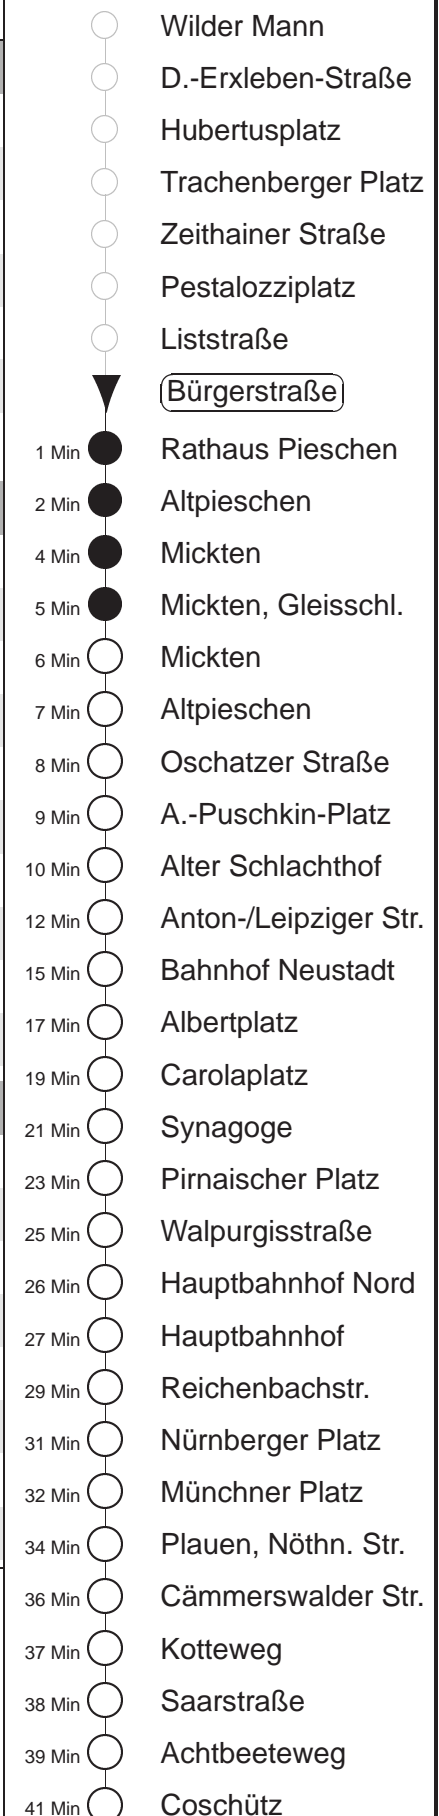 Wilder Mann
D.-Erxleben-Straße
Hubertusplatz
Trachenberger Platz
Zeithainer Straße
Pestalozziplatz
Liststraße
Bürgerstraße
1 Min Rathaus Pieschen
2 Min Altpieschen
4 Min Mickten
5 Min Mickten, Gleisschl.
6 Min Mickten
7 Min Altpieschen
8 Min Oschatzer Straße
9 Min A.-Puschkin-Platz
10 Min Alter Schlachthof
12 Min Anton-/Leipziger Str.
15 Min Bahnhof Neustadt
17 Min Albertplatz
19 Min Carolaplatz
21 Min Synagoge
23 Min Pirnaischer Platz
25 Min Walpurgisstraße
26 Min Hauptbahnhof Nord
27 Min Hauptbahnhof
29 Min Reichenbachstr.
31 Min Nürnberger Platz
32 Min Münchner Platz
34 Min Plauen, Nöthn. Str.
36 Min Cämmerswalder Str.
37 Min Kotteweg
38 Min Saarstraße
39 Min Achtbeeteweg
41 Min Coschütz